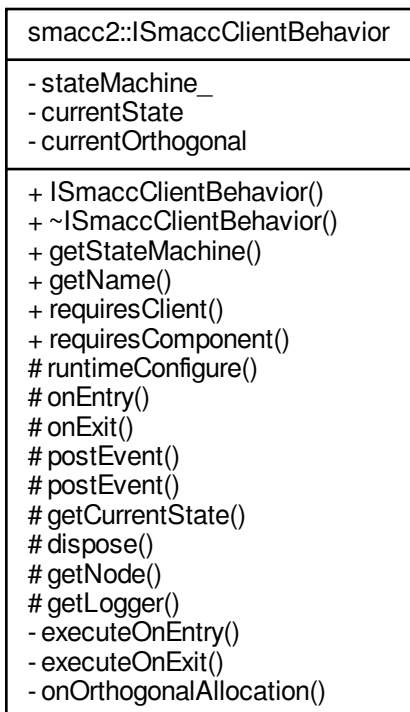 smacc2::ISmaccClientBehavior
- stateMachine_
- currentState
- currentOrthogonal
+ ISmaccClientBehavior()
+ ~ISmaccClientBehavior()
+ getStateMachine()
+ getName()
+ requiresClient()
+ requiresComponent()
# runtimeConfigure()
# onEntry()
# onExit()
# postEvent()
# postEvent()
# getCurrentState()
# dispose()
# getNode()
# getLogger()
- executeOnEntry()
- executeOnExit()
- onOrthogonalAllocation()